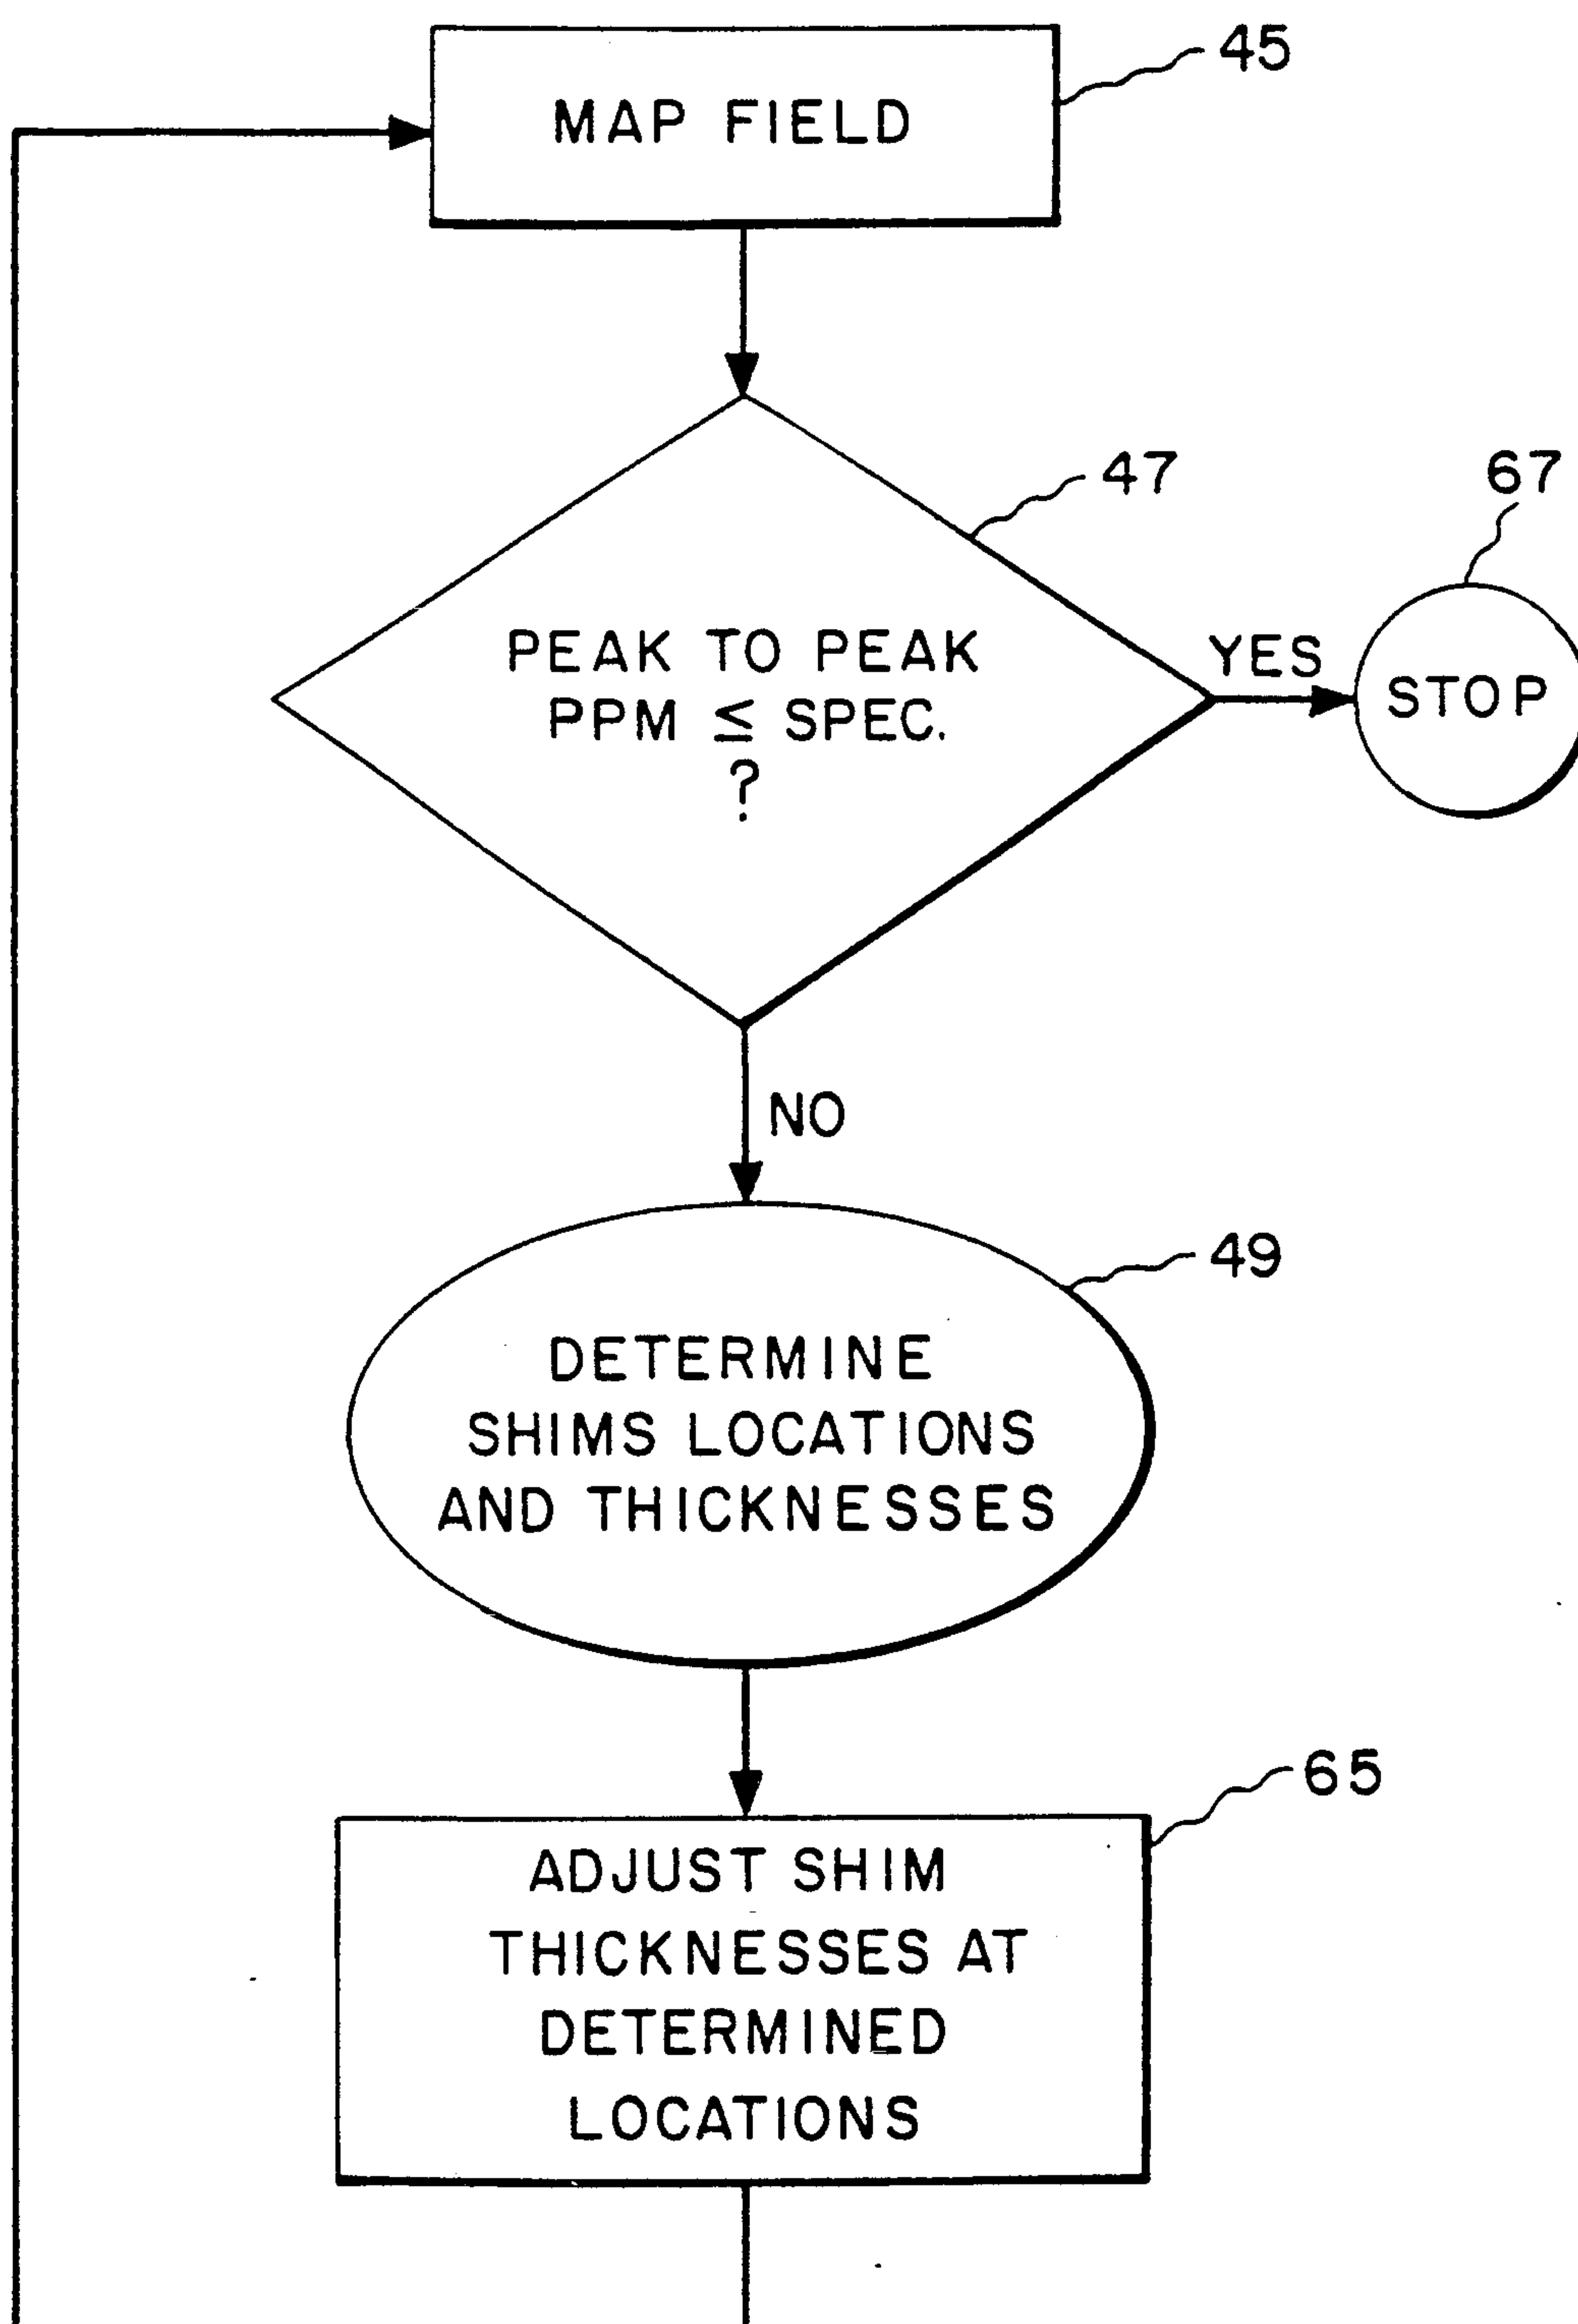 45
MAP FIELD
47
67
PEAK TO PEAK
PPM ≤ SPEC.
?
YES
STOP
NO
49
DETERMINE
SHIMS LOCATIONS
AND THICKNESSES
65
ADJUST SHIM
THICKNESSES AT
DETERMINED
LOCATIONS